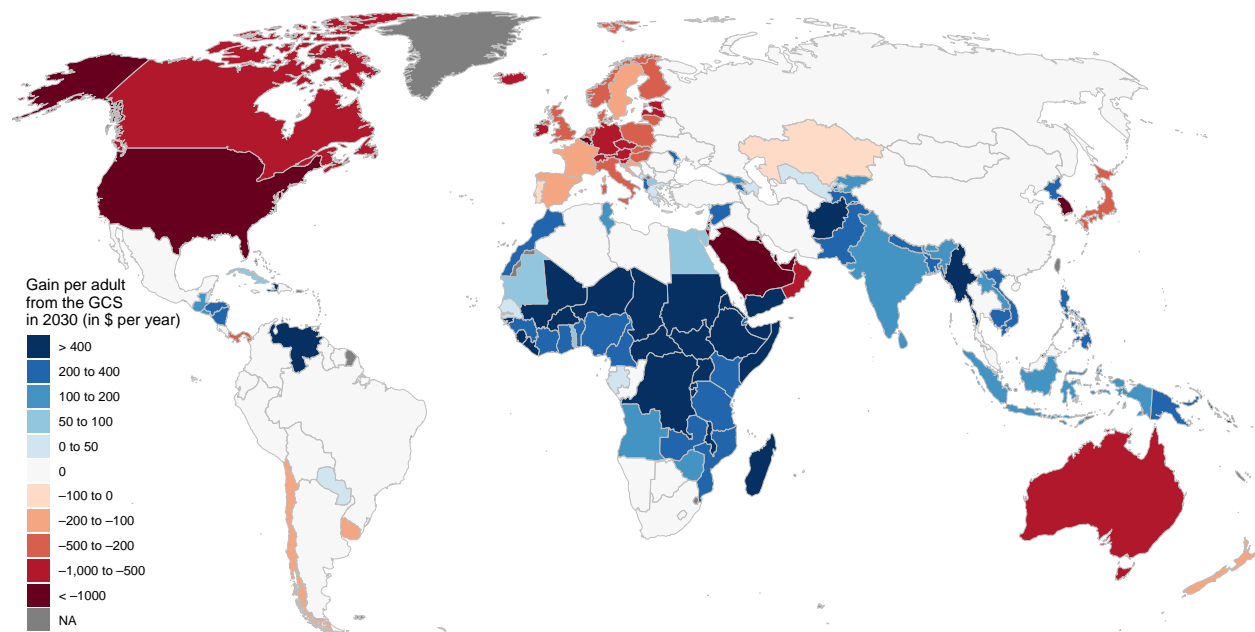 Gain per adult
from the GCS
in 2030 (in $ per year)
> 400
200 to 400
100 to 200
50 to 100
0 to 50
0
−100 to 0
−200 to −100
−500 to −200
−1,000 to −500
< −1000
NA